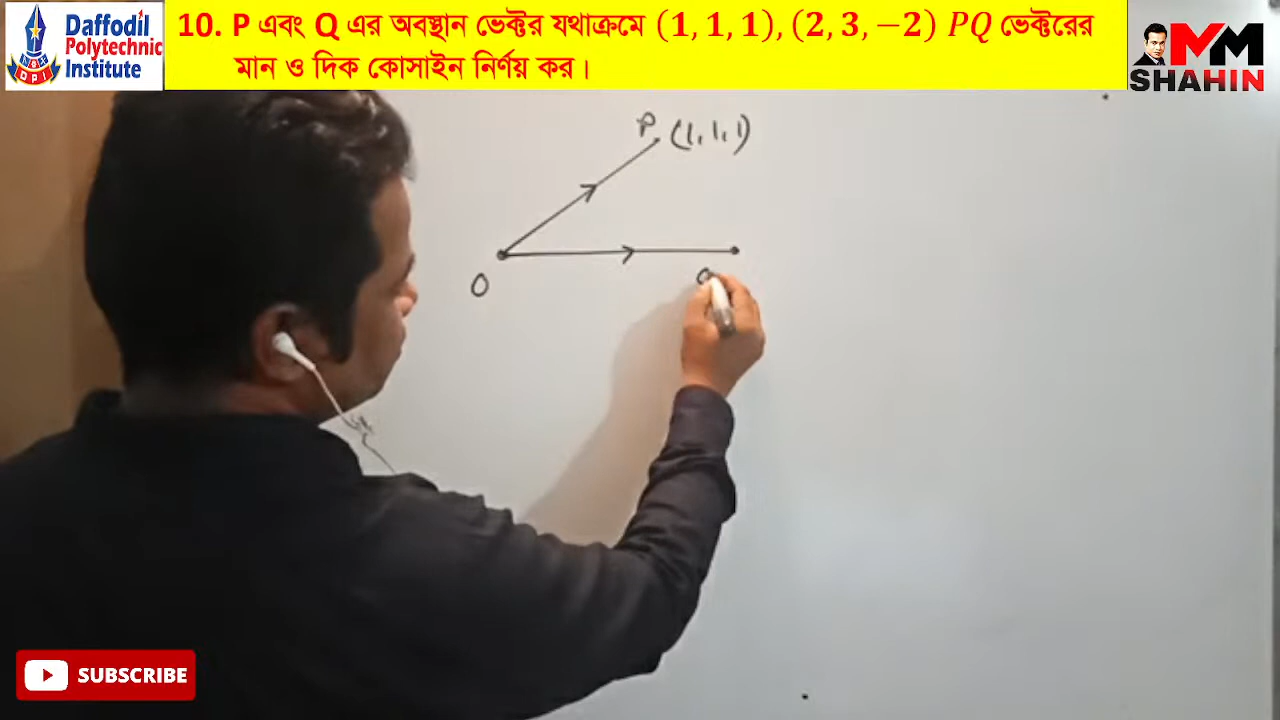 Daffodil
Polytechnic
Institute
DPI
10. P এবং Q এর অবস্থান ভেক্টর যথাক্রমে (1, 1, 1), (2, 3, −2) PQ ভেক্টরের
মান ও দিক কোসাইন নির্ণয় কর।
MM
SHAHIN
P (1, 1, 1)
O
SUBSCRIBE